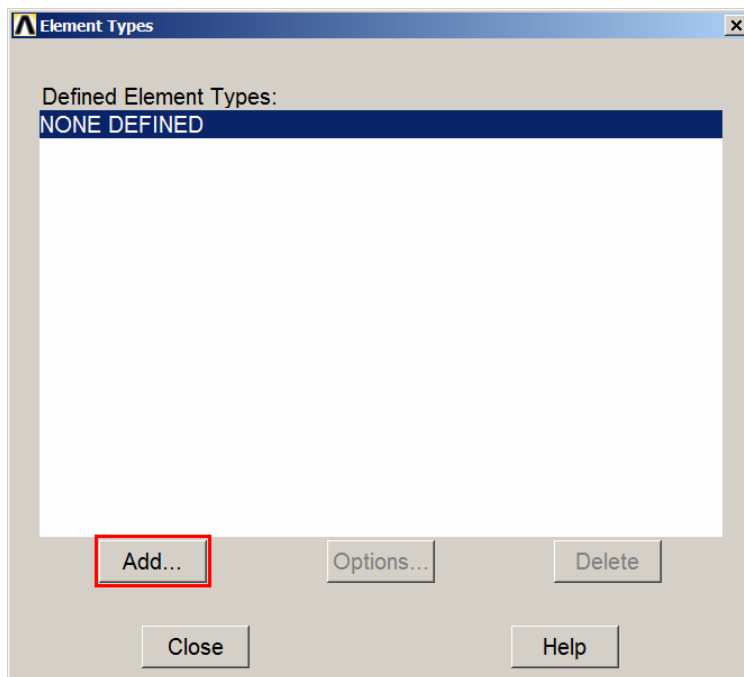 Element Types
Defined Element Types:
NONE DEFINED
Add... Options... Delete
Close Help